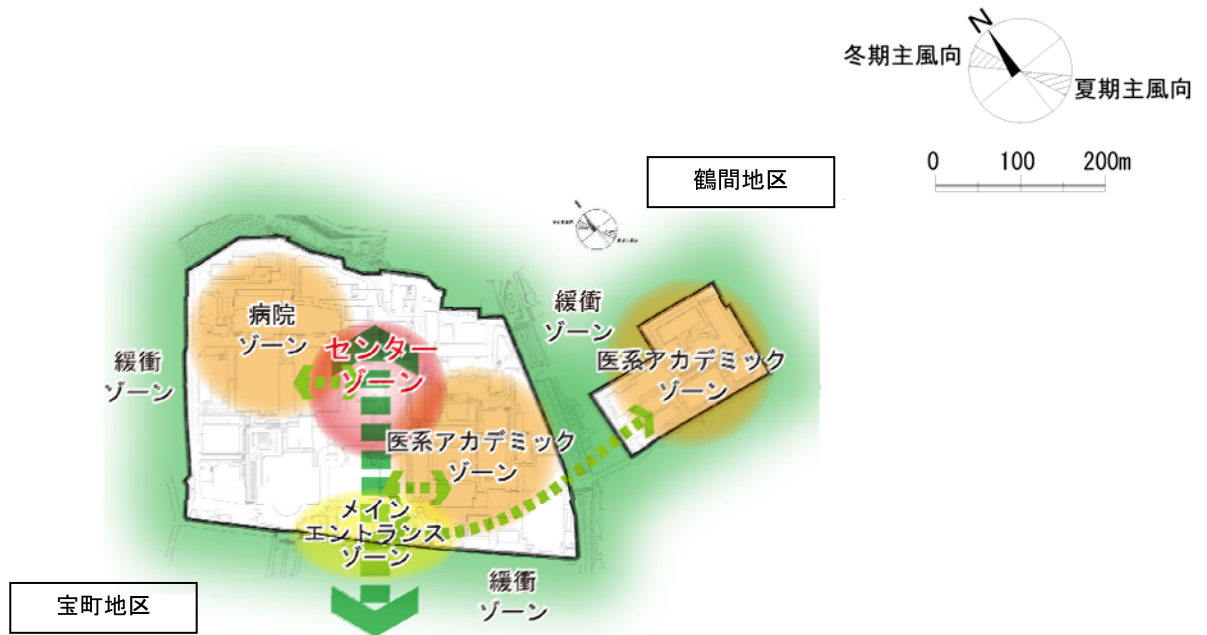 N
冬期主風向
夏期主風向
0 100 200m
鶴間地区
病院
ゾーン
センター
ゾーン
緩衝
ゾーン
緩衝
ゾーン
医系アカデミック
ゾーン
医系アカデミック
ゾーン
メイン
エントランス
ゾーン
緩衝
ゾーン
宝町地区